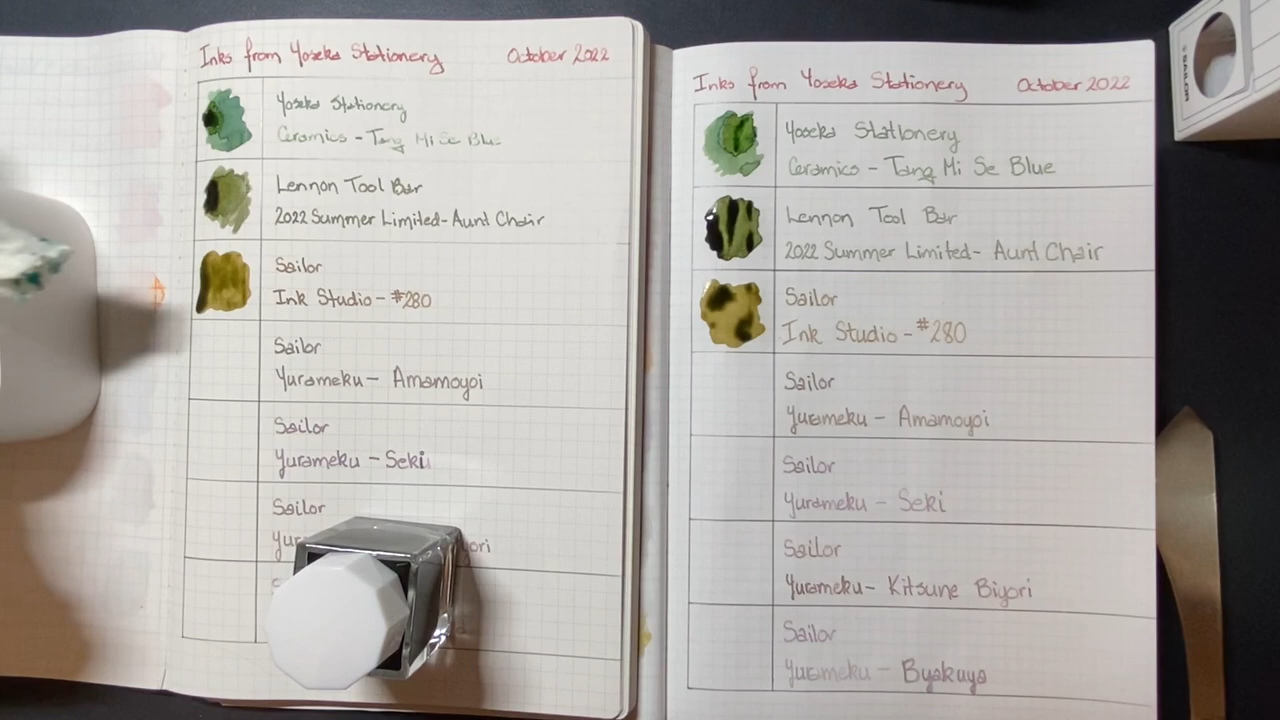 Inks from Yoseka Stationery October 2022
Yoseka Stationery
Ceramics - Tang Mi Se Blue
Lennon Tool Bar
2022 Summer Limited - Aunt Chair
Sailor
Ink Studio - #280
Sailor
Yurameku - Amamoyoi
Sailor
Yurameku - Seki
Sailor
Inks from Yoseka Stationery October 2022
Yoseka Stationery
Ceramics - Tang Mi Se Blue
Lennon Tool Bar
2022 Summer Limited - Aunt Chair
Sailor
Ink Studio - #280
Sailor
Yurameku - Amamoyoi
Sailor
Yurameku - Seki
Sailor
Yurameku - Kitsune Biyori
Sailor
Yurameku - Byakuya
SAILOR